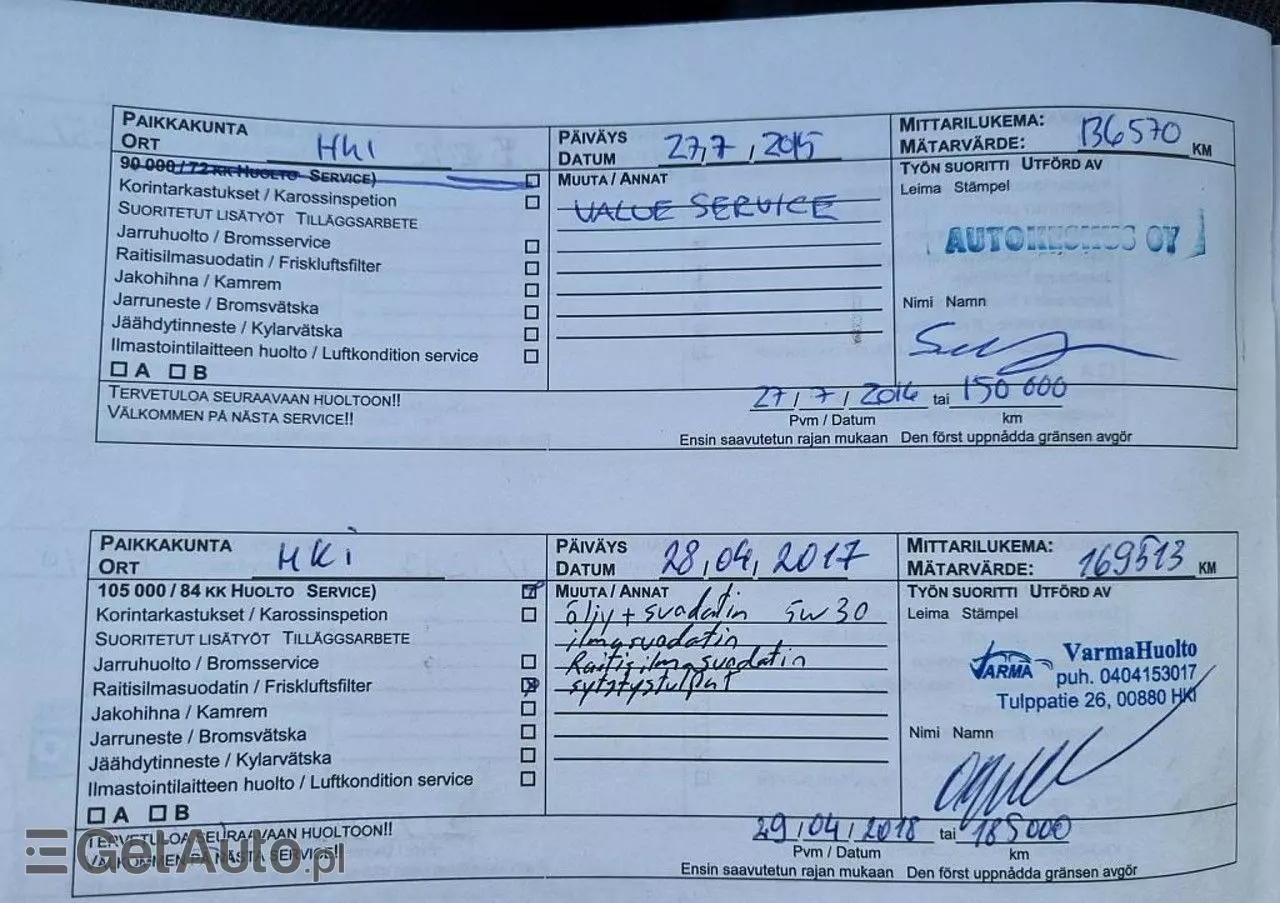 PAIKKAKUNTA
ORT HKI
PÄIVÄYS
DATUM 27,7, 2015
MITTARILUKEMA:
MÄTARVÄRDE: 136570 KM
90 000 / 72 KK HUOLTO SERVICE)
Korintarkastukset / Karossinspetion
SUORITETUT LISÄTYÖT TILLÄGGSARBETE
Jarruhuolto / Bromsservice
Raitisilmasuodatin / Friskluftsfilter
Jakohihna / Kamrem
Jarruneste / Bromsvätska
Jäähdytinneste / Kylarvätska
Ilmastointilaitteen huolto / Luftkondition service
A B
MUUTA / ANNAT
VALUE SERVICE
TYÖN SUORITTI UTFÖRD AV
Leima Stämpel
AUTOKESKUS OY
Nimi Namn
TERVETULOA SEURAAVAAN HUOLTOON!!
VÄLKOMMEN PÅ NÄSTA SERVICE!!
27 / 7 / 2016 tai 150 000
Pvm / Datum km
Ensin saavutetun rajan mukaan Den först uppnådda gränsen avgör
PAIKKAKUNTA
ORT HKi
PÄIVÄYS
DATUM 28,04, 2017
MITTARILUKEMA:
MÄTARVÄRDE: 169513 KM
105 000 / 84 KK HUOLTO SERVICE)
Korintarkastukset / Karossinspetion
SUORITETUT LISÄTYÖT TILLÄGGSARBETE
Jarruhuolto / Bromsservice
Raitisilmasuodatin / Friskluftsfilter
Jakohihna / Kamrem
Jarruneste / Bromsvätska
Jäähdytinneste / Kylarvätska
Ilmastointilaitteen huolto / Luftkondition service
A B
MUUTA / ANNAT
öljy + suodatin 5w30
ilmasuodatin
Raitisilmasuodatin
sytytystulpat
TYÖN SUORITTI UTFÖRD AV
Leima Stämpel
VARMA VarmaHuolto
puh. 0404153017
Tulppatie 26, 00880 HKI
Nimi Namn
TERVETULOA SEURAAVAAN HUOLTOON!!
VÄLKOMMEN PÅ NÄSTA SERVICE!!
29 / 04 / 2018 tai 185000
Pvm / Datum km
Ensin saavutetun rajan mukaan Den först uppnådda gränsen avgör
GetAuto.pl